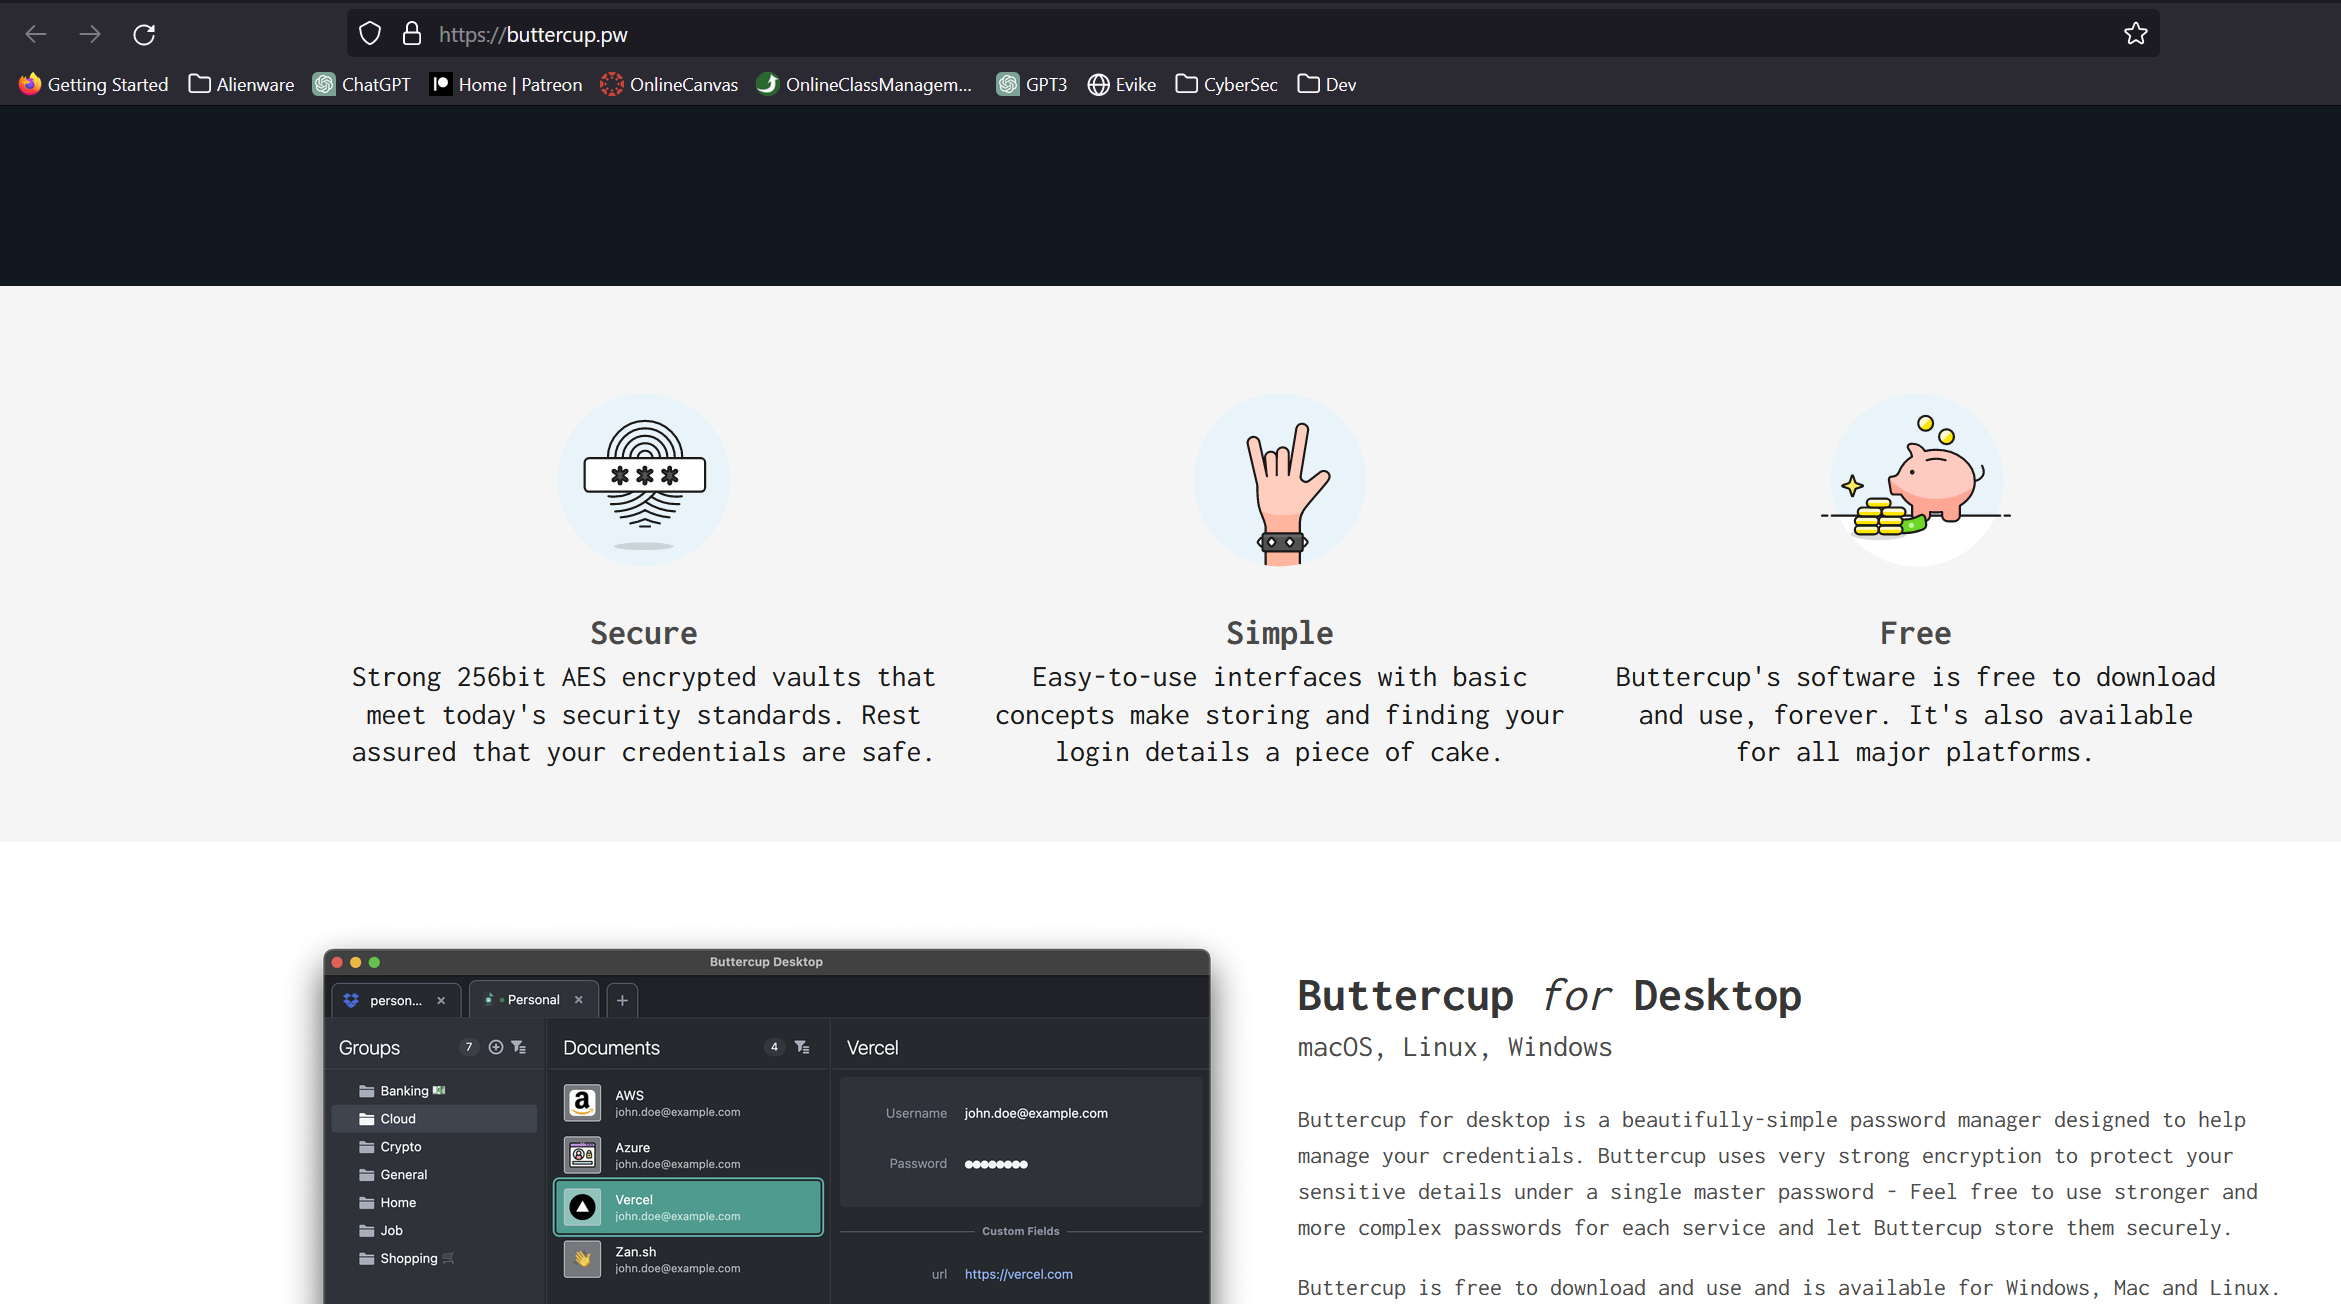 https://buttercup.pw
Getting Started Alienware ChatGPT Home | Patreon OnlineCanvas OnlineClassManagem... GPT3 Evike CyberSec Dev
***
Secure
Strong 256bit AES encrypted vaults that
meet today's security standards. Rest
assured that your credentials are safe.
Simple
Easy-to-use interfaces with basic
concepts make storing and finding your
login details a piece of cake.
Free
Buttercup's software is free to download
and use, forever. It's also available
for all major platforms.
Buttercup Desktop
person... × Personal × +
Groups 7
Banking
Cloud
Crypto
General
Home
Job
Shopping
Documents 4
AWS
john.doe@example.com
Azure
john.doe@example.com
Vercel
john.doe@example.com
Zan.sh
john.doe@example.com
Vercel
Username john.doe@example.com
Password ●●●●●●●●
Custom Fields
url https://vercel.com
Buttercup for Desktop
macOS, Linux, Windows
Buttercup for desktop is a beautifully-simple password manager designed to help
manage your credentials. Buttercup uses very strong encryption to protect your
sensitive details under a single master password - Feel free to use stronger and
more complex passwords for each service and let Buttercup store them securely.
Buttercup is free to download and use and is available for Windows, Mac and Linux.